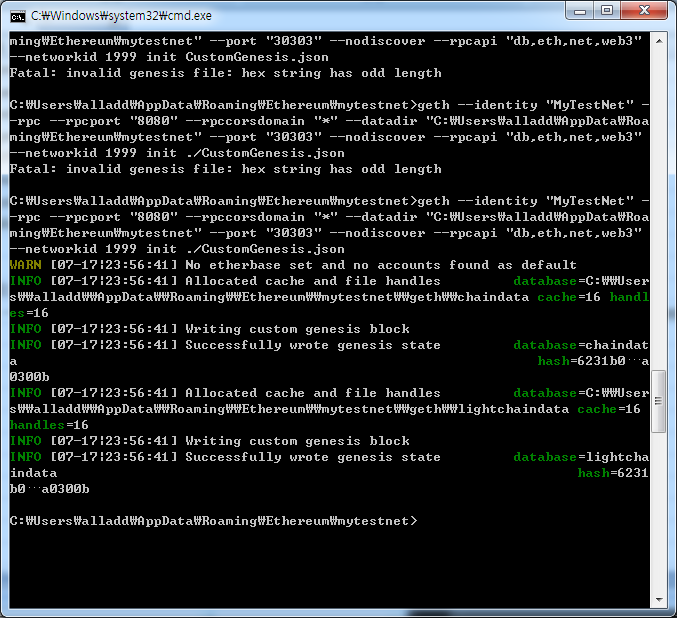 C:₩Windows₩system32₩cmd.exe
ming₩Ethereum₩mytestnet" --port "30303" --nodiscover --rpcapi "db,eth,net,web3"
--networkid 1999 init CustomGenesis.json
Fatal: invalid genesis file: hex string has odd length
C:₩Users₩alladd₩AppData₩Roaming₩Ethereum₩mytestnet>geth --identity "MyTestNet" -
-rpc --rpcport "8080" --rpccorsdomain "*" --datadir "C:₩Users₩alladd₩AppData₩Roa
ming₩Ethereum₩mytestnet" --port "30303" --nodiscover --rpcapi "db,eth,net,web3"
--networkid 1999 init ./CustomGenesis.json
Fatal: invalid genesis file: hex string has odd length
C:₩Users₩alladd₩AppData₩Roaming₩Ethereum₩mytestnet>geth --identity "MyTestNet" -
-rpc --rpcport "8080" --rpccorsdomain "*" --datadir "C:₩Users₩alladd₩AppData₩Roa
ming₩Ethereum₩mytestnet" --port "30303" --nodiscover --rpcapi "db,eth,net,web3"
--networkid 1999 init ./CustomGenesis.json
WARN [07-17|23:56:41] No etherbase set and no accounts found as default
INFO [07-17|23:56:41] Allocated cache and file handles database=C:₩₩User
s₩₩alladd₩₩AppData₩₩Roaming₩₩Ethereum₩₩mytestnet₩₩geth₩₩chaindata cache=16 handl
es=16
INFO [07-17|23:56:41] Writing custom genesis block
INFO [07-17|23:56:41] Successfully wrote genesis state database=chaindat
a hash=6231b0…a
0300b
INFO [07-17|23:56:41] Allocated cache and file handles database=C:₩₩User
s₩₩alladd₩₩AppData₩₩Roaming₩₩Ethereum₩₩mytestnet₩₩geth₩₩lightchaindata cache=16
handles=16
INFO [07-17|23:56:41] Writing custom genesis block
INFO [07-17|23:56:41] Successfully wrote genesis state database=lightcha
indata hash=6231
b0…a0300b
C:₩Users₩alladd₩AppData₩Roaming₩Ethereum₩mytestnet>